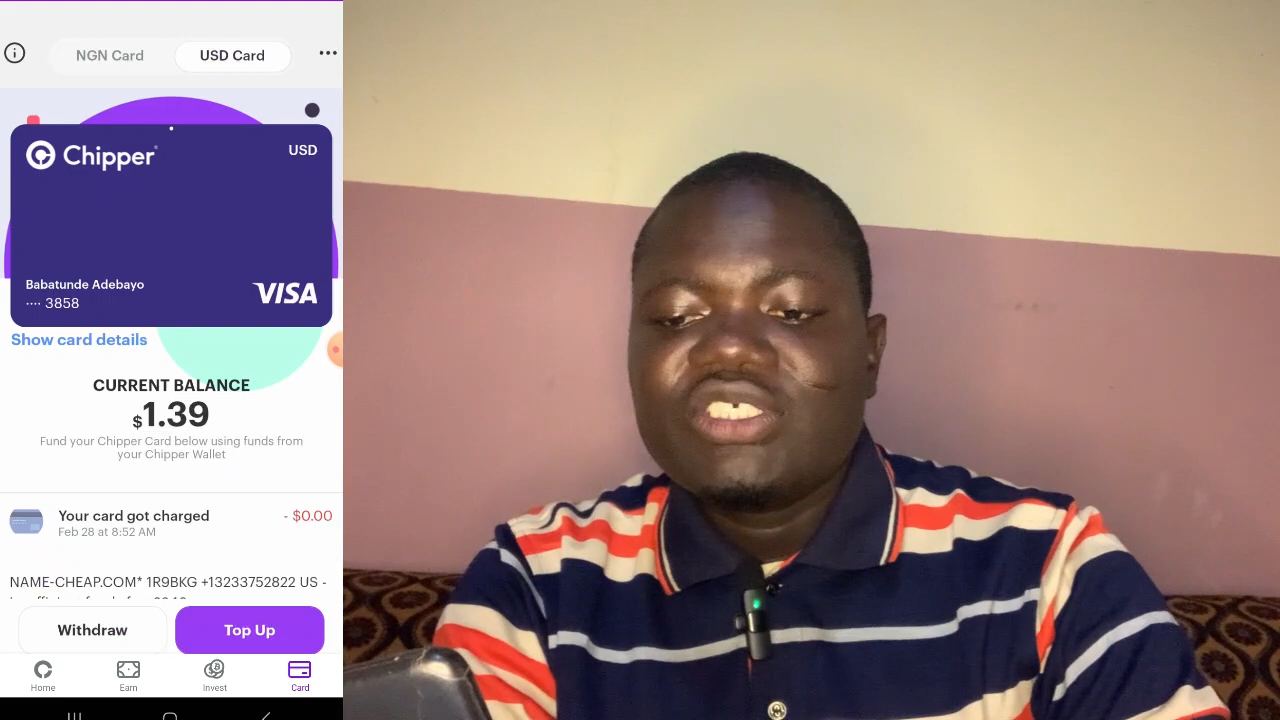 NGN Card
USD Card
Chipper
USD
Babatunde Adebayo
.... 3858
VISA
Show card details
CURRENT BALANCE
$1.39
Fund your Chipper Card below using funds from
your Chipper Wallet
Your card got charged
- $0.00
Feb 28 at 8:52 AM
NAME-CHEAP.COM* 1R9BKG +13233752822 US -
Withdraw
Top Up
Home
Earn
Invest
Card